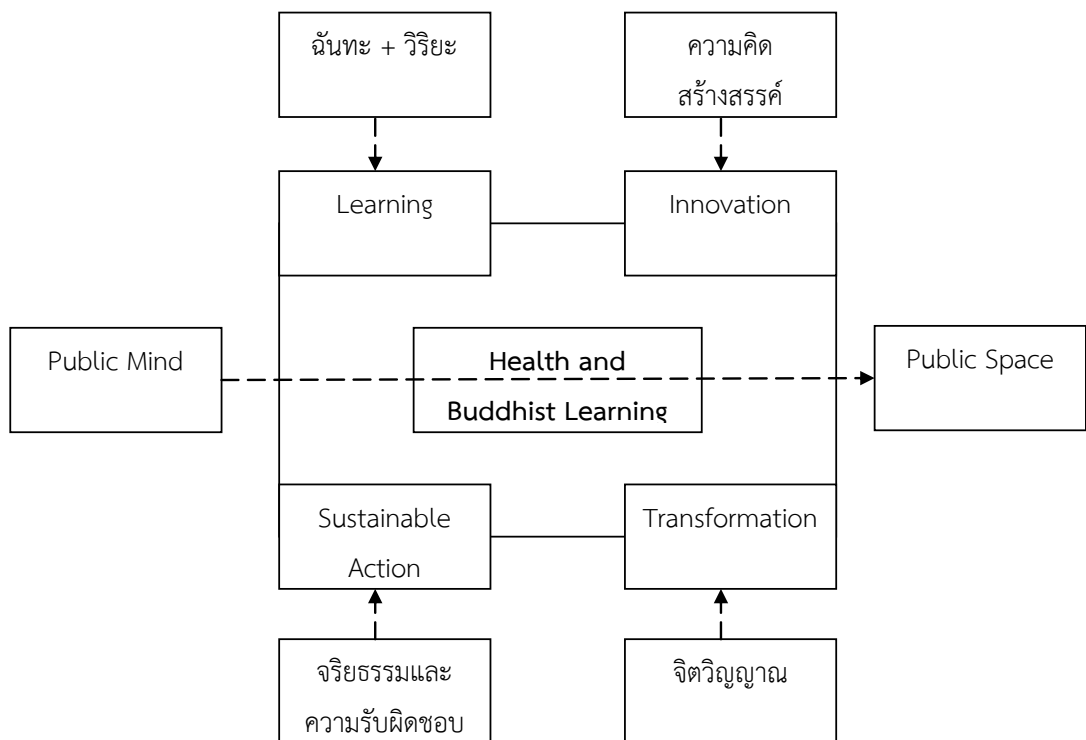 ฉันทะ + วิริยะ
ความคิด
สร้างสรรค์
Learning
Innovation
Public Mind
Health and
Buddhist Learning
Public Space
Sustainable
Action
Transformation
จริยธรรมและ
ความรับผิดชอบ
จิตวิญญาณ